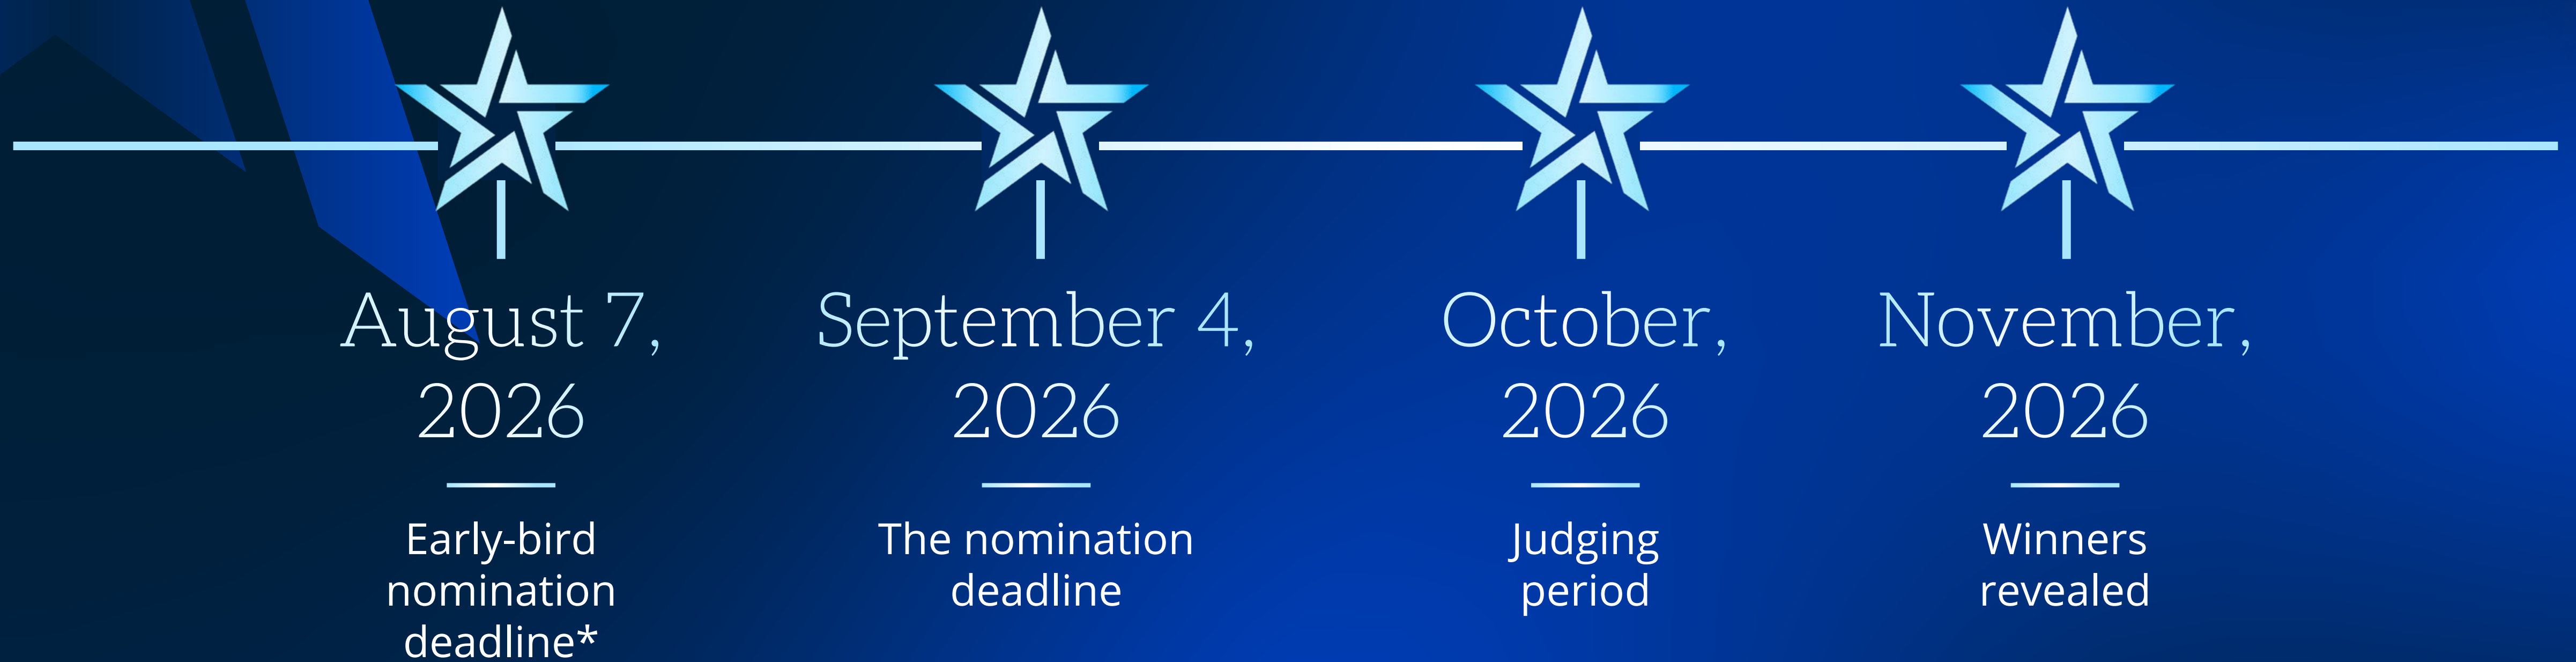 August 7,
2026
Early-bird
nomination
deadline*
September 4,
2026
The nomination
deadline
October,
2026
Judging
period
November,
2026
Winners
revealed